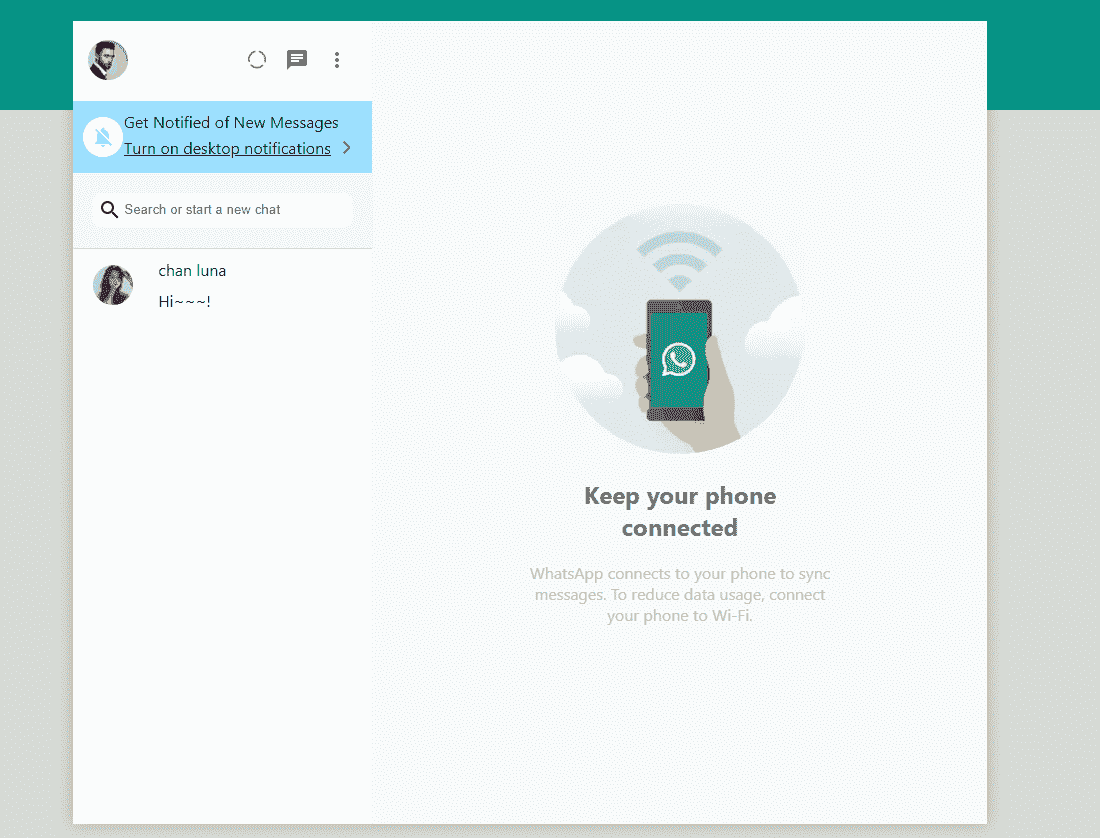 Get Notified of New Messages
Turn on desktop notifications
Search or start a new chat
chan luna
Hi~~~!
Keep your phone
connected
WhatsApp connects to your phone to sync
messages. To reduce data usage, connect
your phone to Wi-Fi.